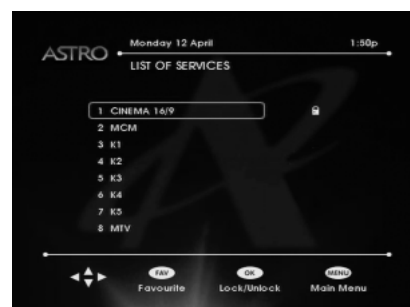 ASTRO
Monday 12 April 1:50p
LIST OF SERVICES
1 CINEMA 16/9
2 MCM
3 K1
4 K2
5 K3
6 K4
7 K5
8 MTV
FAV OK MENU
Favourite Lock/Unlock Main Menu